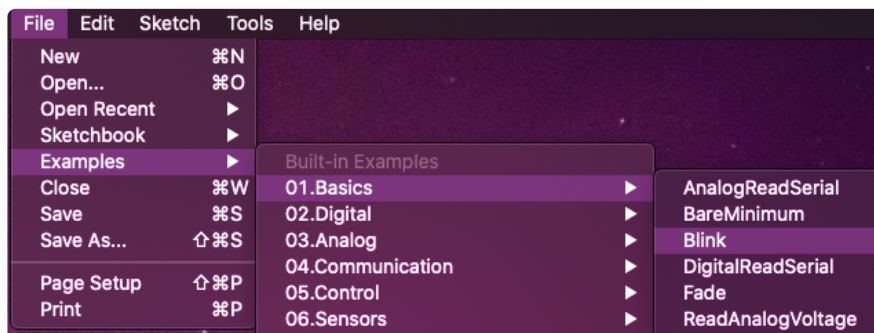 File Edit Sketch Tools Help
New ⌘N
Open... ⌘O
Open Recent ▶
Sketchbook ▶
Examples ▶
Close ⌘W
Save ⌘S
Save As... ⇧⌘S
Page Setup ⇧⌘P
Print ⌘P
Built-in Examples
01.Basics ▶
02.Digital ▶
03.Analog ▶
04.Communication ▶
05.Control ▶
06.Sensors ▶
AnalogReadSerial
BareMinimum
Blink
DigitalReadSerial
Fade
ReadAnalogVoltage